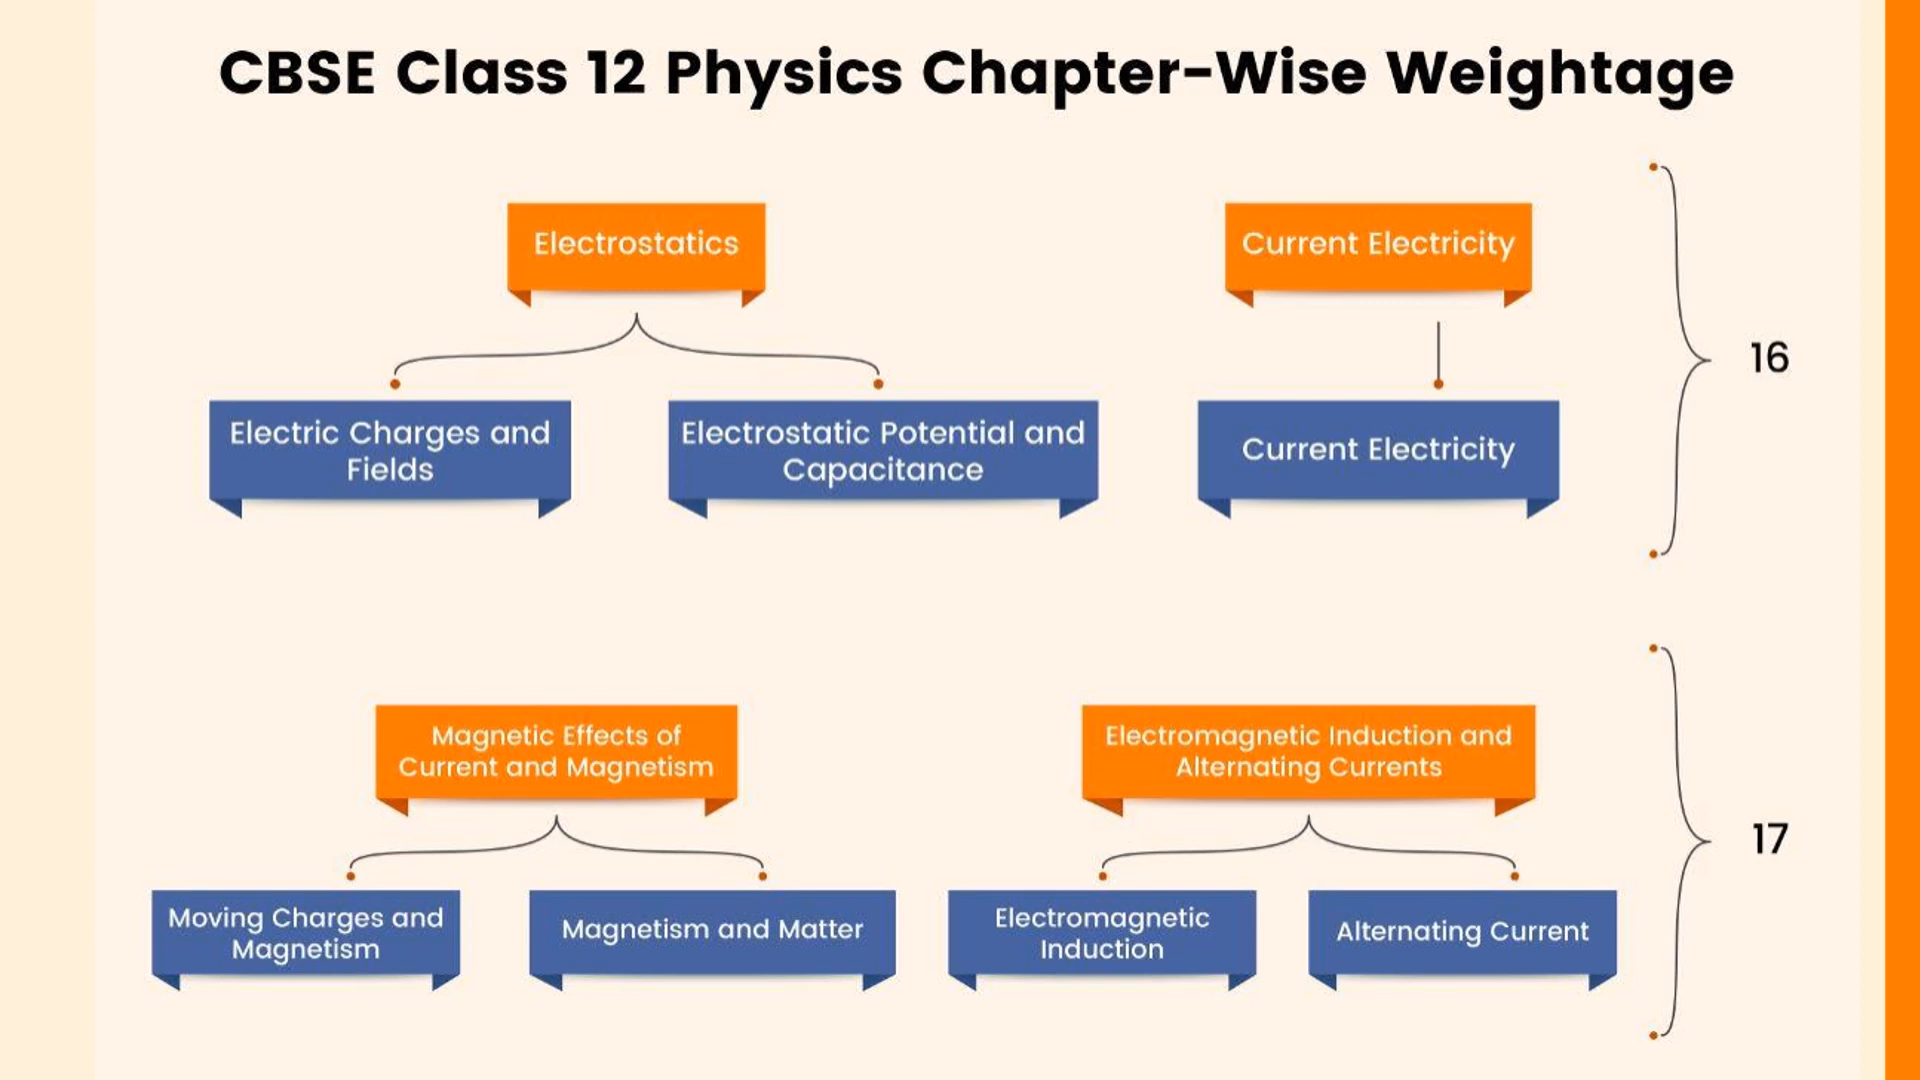 CBSE Class 12 Physics Chapter-Wise Weightage
Electrostatics
Current Electricity
Electric Charges and
Fields
Electrostatic Potential and
Capacitance
Current Electricity
16
Magnetic Effects of
Current and Magnetism
Electromagnetic Induction and
Alternating Currents
Moving Charges and
Magnetism
Magnetism and Matter
Electromagnetic
Induction
Alternating Current
17